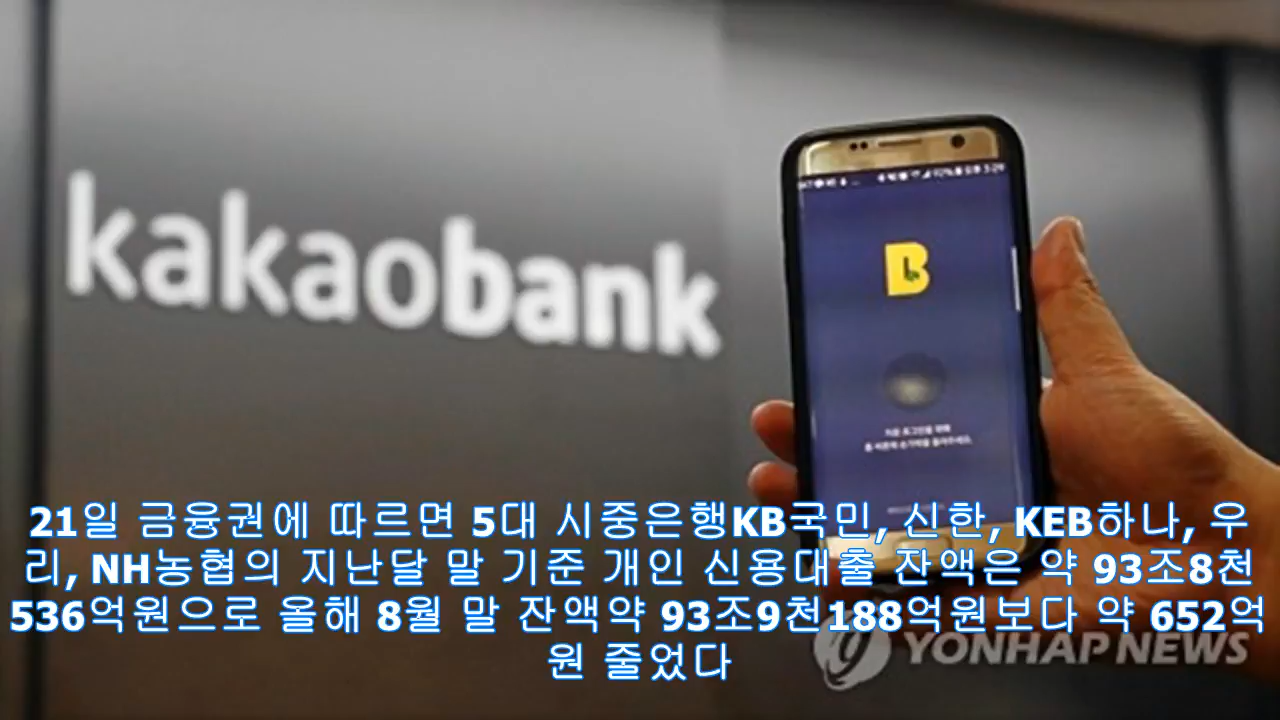 kakaobank
B
21일 금융권에 따르면 5대 시중은행KB국민, 신한, KEB하나, 우
리, NH농협의 지난달 말 기준 개인 신용대출 잔액은 약 93조8천
536억원으로 올해 8월 말 잔액약 93조9천188억원보다 약 652억
원 줄었다
YONHAP NEWS